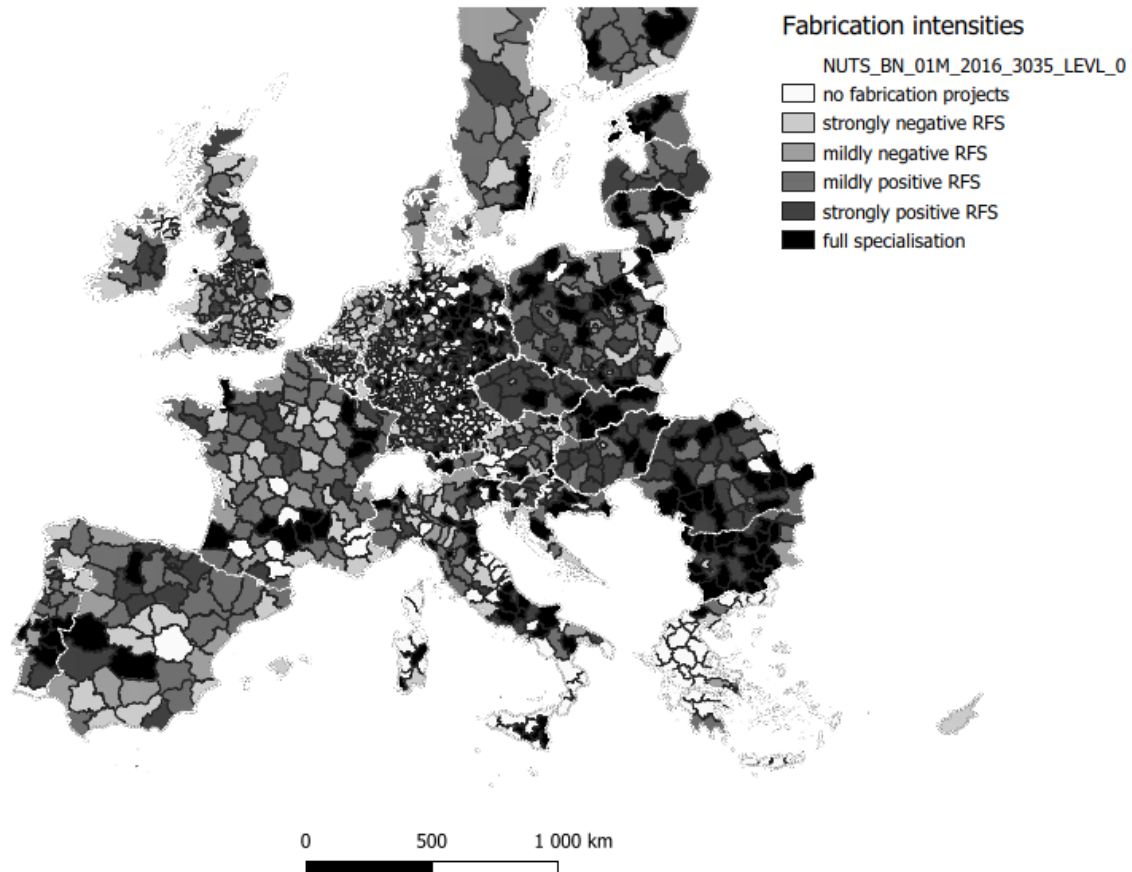 Fabrication intensities
NUTS_BN_01M_2016_3035_LEVL_0
no fabrication projects
strongly negative RFS
mildly negative RFS
mildly positive RFS
strongly positive RFS
full specialisation
0 500 1 000 km